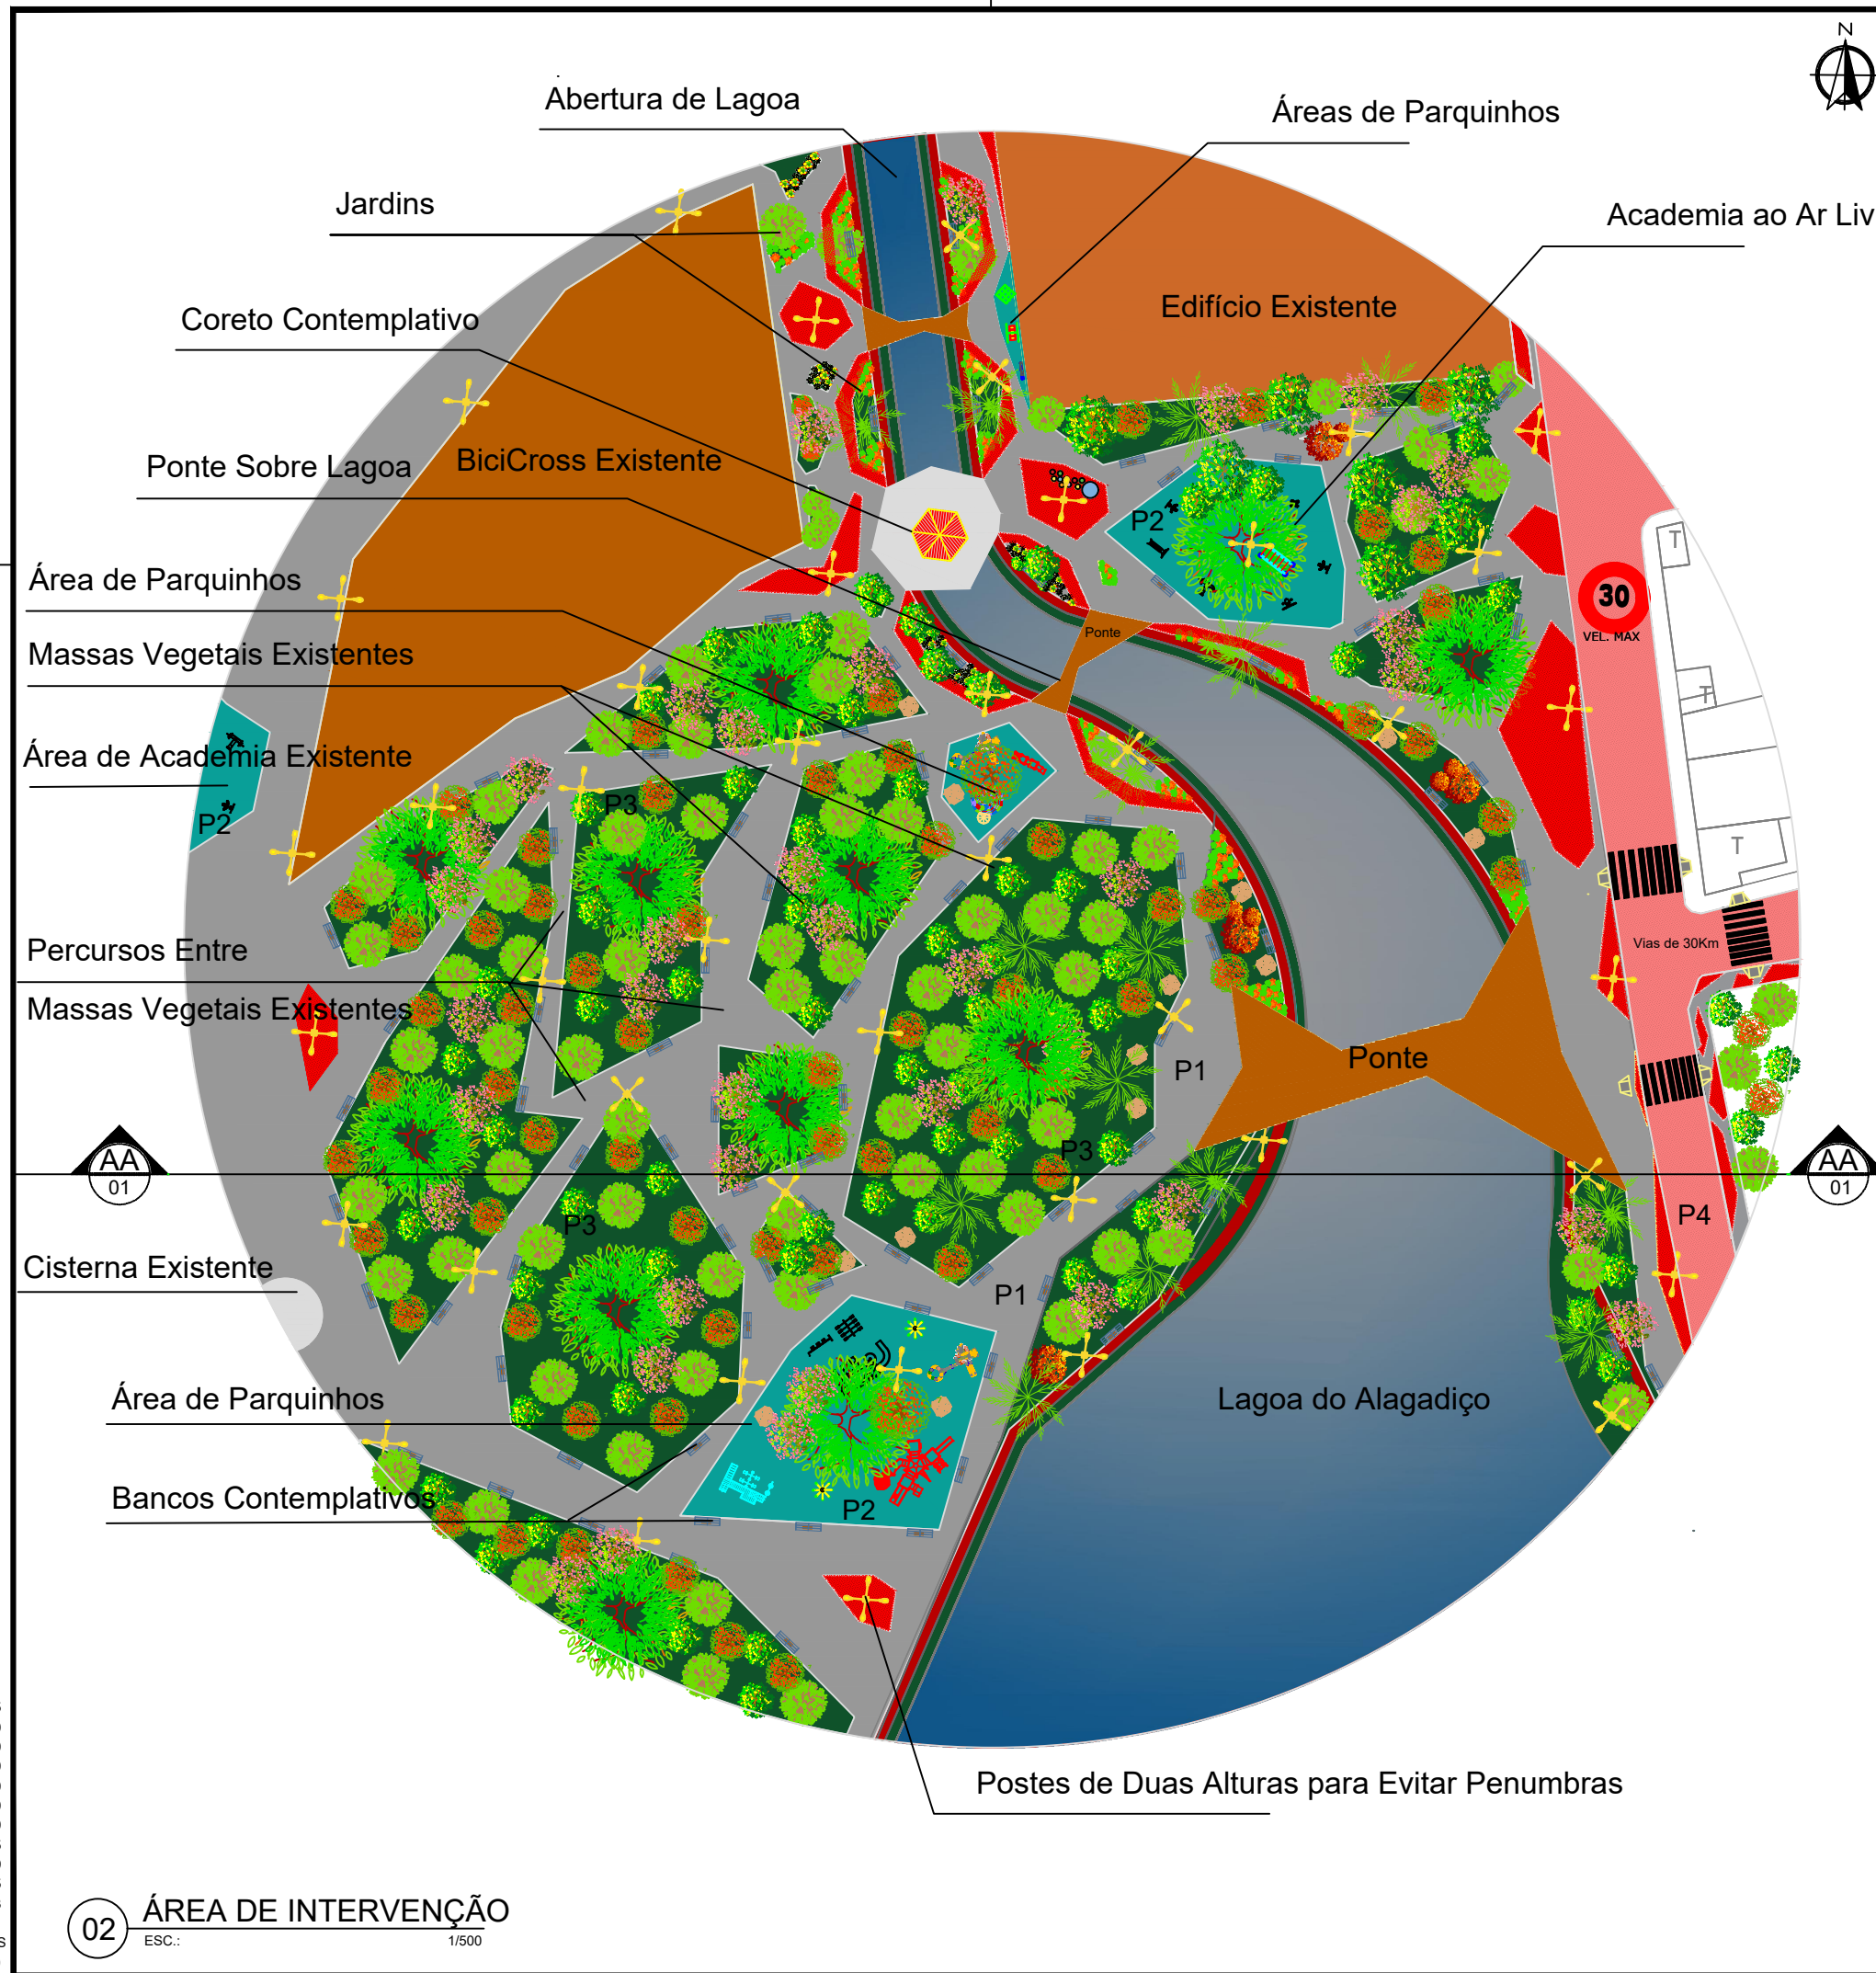 N
Abertura de Lagoa
Áreas de Parquinhos
Jardins
Academia ao Ar Liv
Coreto Contemplativo
Edifício Existente
Ponte Sobre Lagoa
BiciCross Existente
P2
T
Área de Parquinhos
30
VEL. MAX
Ponte
Massas Vegetais Existentes
T
Área de Academia Existente
P2
P3
T
Percursos Entre
Massas Vegetais Existentes
Vias de 30Km
Ponte
P1
P3
AA
01
AA
01
P3
P4
Cisterna Existente
P1
Área de Parquinhos
Lagoa do Alagadiço
Bancos Contemplativos
P2
Postes de Duas Alturas para Evitar Penumbras
02
ÁREA DE INTERVENÇÃO
ESC.:
1/500